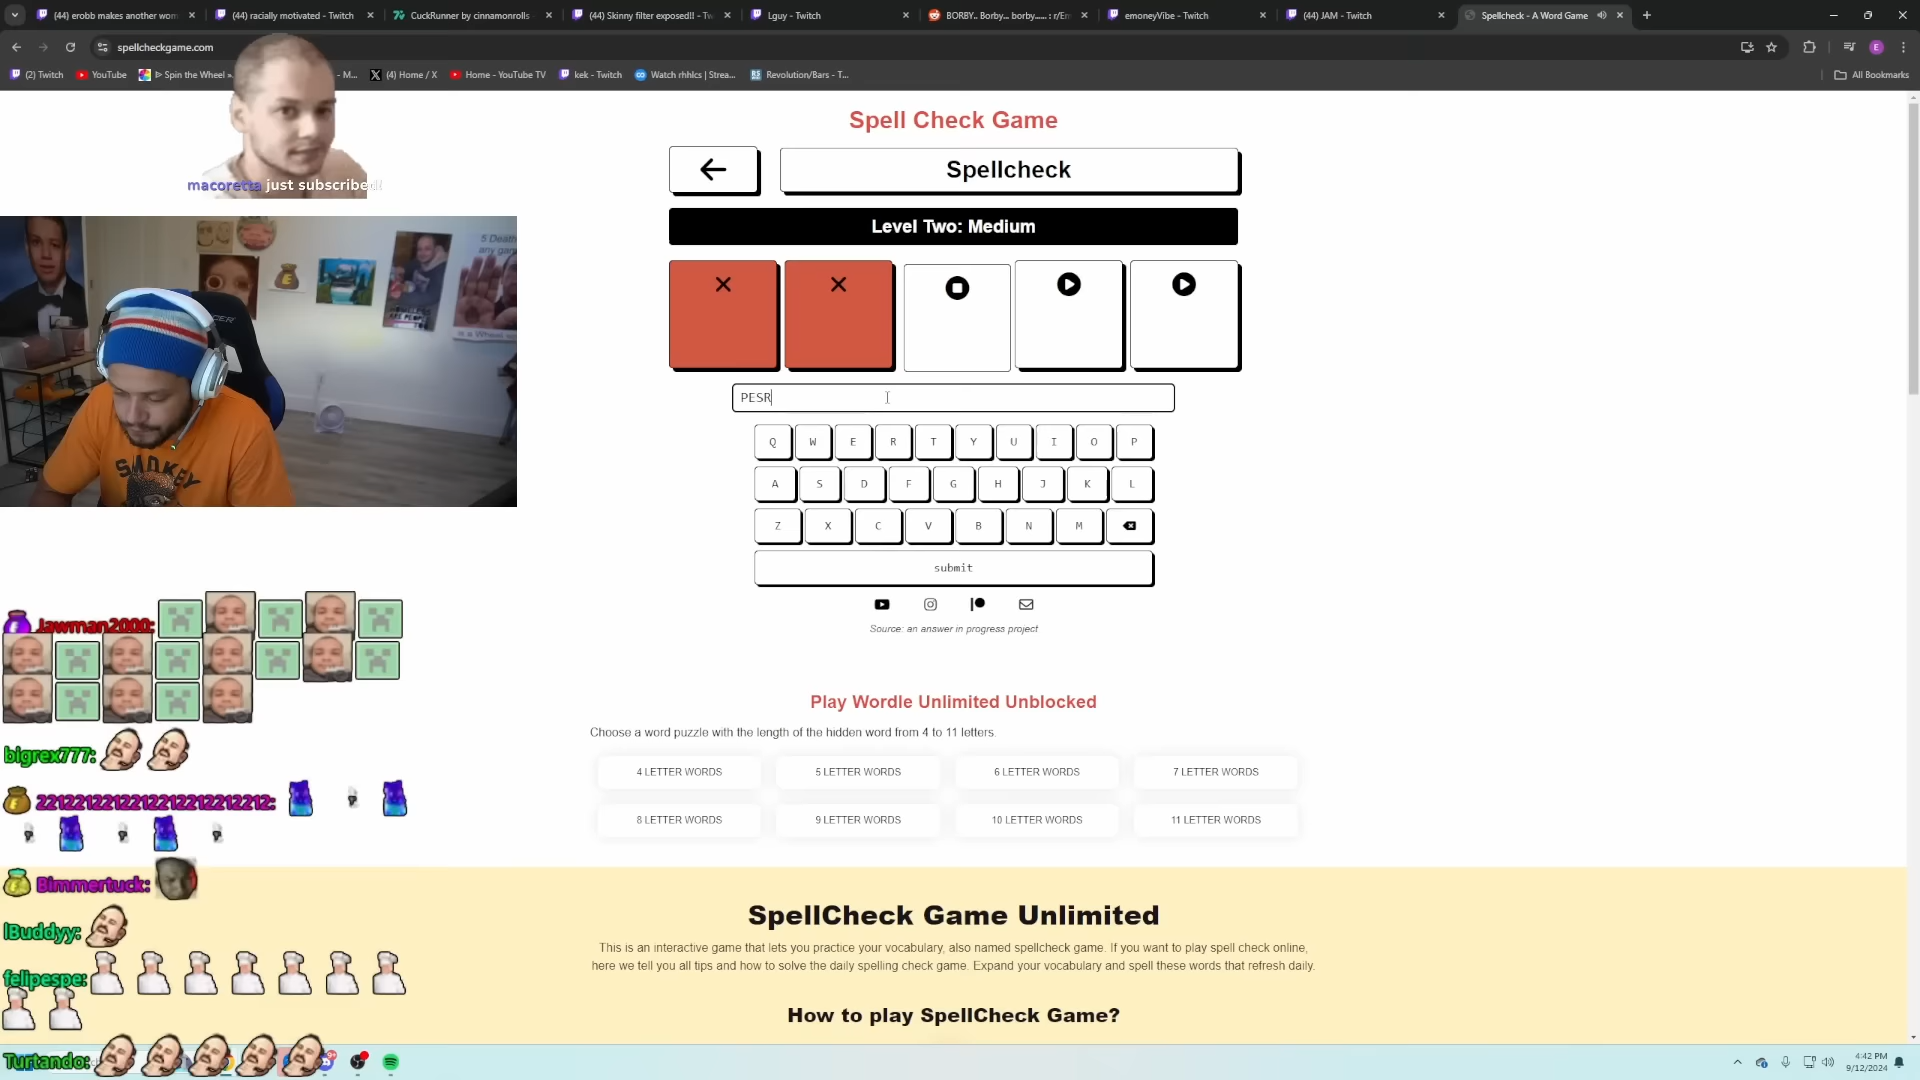 (44) erobb makes another wom
(44) racially motivated - Twitch
CuckRunner by cinnamonrolls -
(44) Skinny filter exposed!! - Tw
Lguy - Twitch
BORBY.. Borby... borby...... : r/Er
emoneyVibe - Twitch
(44) JAM - Twitch
Spellcheck - A Word Game
spellcheckgame.com
(2) Twitch
YouTube
Spin the Wheel
- M...
(4) Home / X
Home - YouTube TV
kek - Twitch
Watch rhhlcs | Strea...
Revolution/Bars - T...
All Bookmarks
macoretta just subscribed!
5 Death
any gam
SMOKEY
Spell Check Game
Spellcheck
Level Two: Medium
PESR
Q W E R T Y U I O P
A S D F G H J K L
Z X C V B N M
submit
Source: an answer in progress project
Play Wordle Unlimited Unblocked
Choose a word puzzle with the length of the hidden word from 4 to 11 letters.
4 LETTER WORDS
5 LETTER WORDS
6 LETTER WORDS
7 LETTER WORDS
8 LETTER WORDS
9 LETTER WORDS
10 LETTER WORDS
11 LETTER WORDS
SpellCheck Game Unlimited
This is an interactive game that lets you practice your vocabulary, also named spellcheck game. If you want to play spell check online,
here we tell you all tips and how to solve the daily spelling check game. Expand your vocabulary and spell these words that refresh daily.
How to play SpellCheck Game?
Jawman2000:
bigrex777:
2212212212212212212212212:
Bimmertuck:
lBuddyy:
felipespe:
Turtando:
4:42 PM
9/12/2024